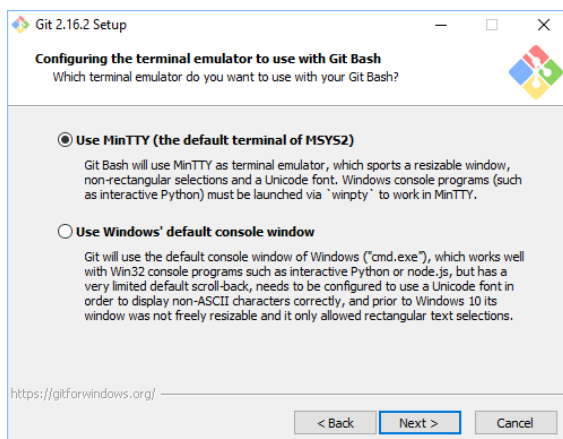 Git 2.16.2 Setup
Configuring the terminal emulator to use with Git Bash
Which terminal emulator do you want to use with your Git Bash?
Use MinTTY (the default terminal of MSYS2)
Git Bash will use MinTTY as terminal emulator, which sports a resizable window,
non-rectangular selections and a Unicode font. Windows console programs (such
as interactive Python) must be launched via `winpty` to work in MinTTY.
Use Windows' default console window
Git will use the default console window of Windows ("cmd.exe"), which works well
with Win32 console programs such as interactive Python or node.js, but has a
very limited default scroll-back, needs to be configured to use a Unicode font in
order to display non-ASCII characters correctly, and prior to Windows 10 its
window was not freely resizable and it only allowed rectangular text selections.
https://gitforwindows.org/
< Back Next > Cancel